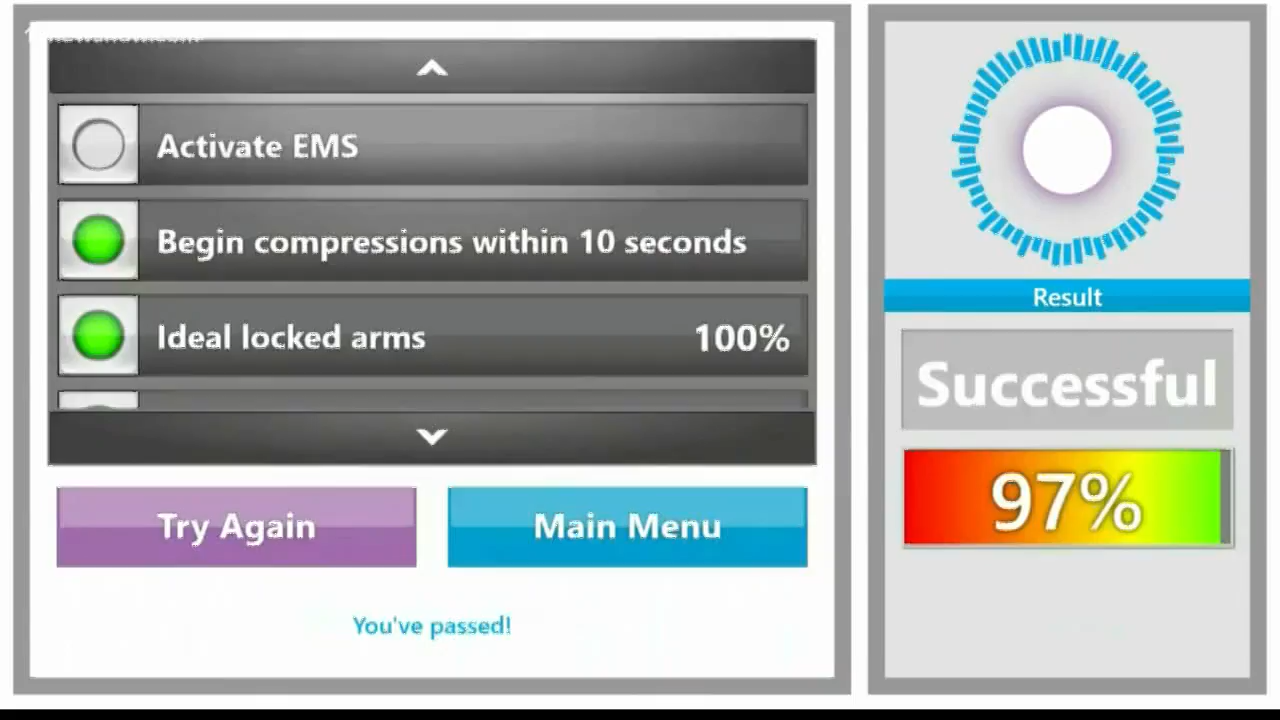 Activate EMS
Begin compressions within 10 seconds
Ideal locked arms 100%
Try Again
Main Menu
You've passed!
Result
Successful
97%